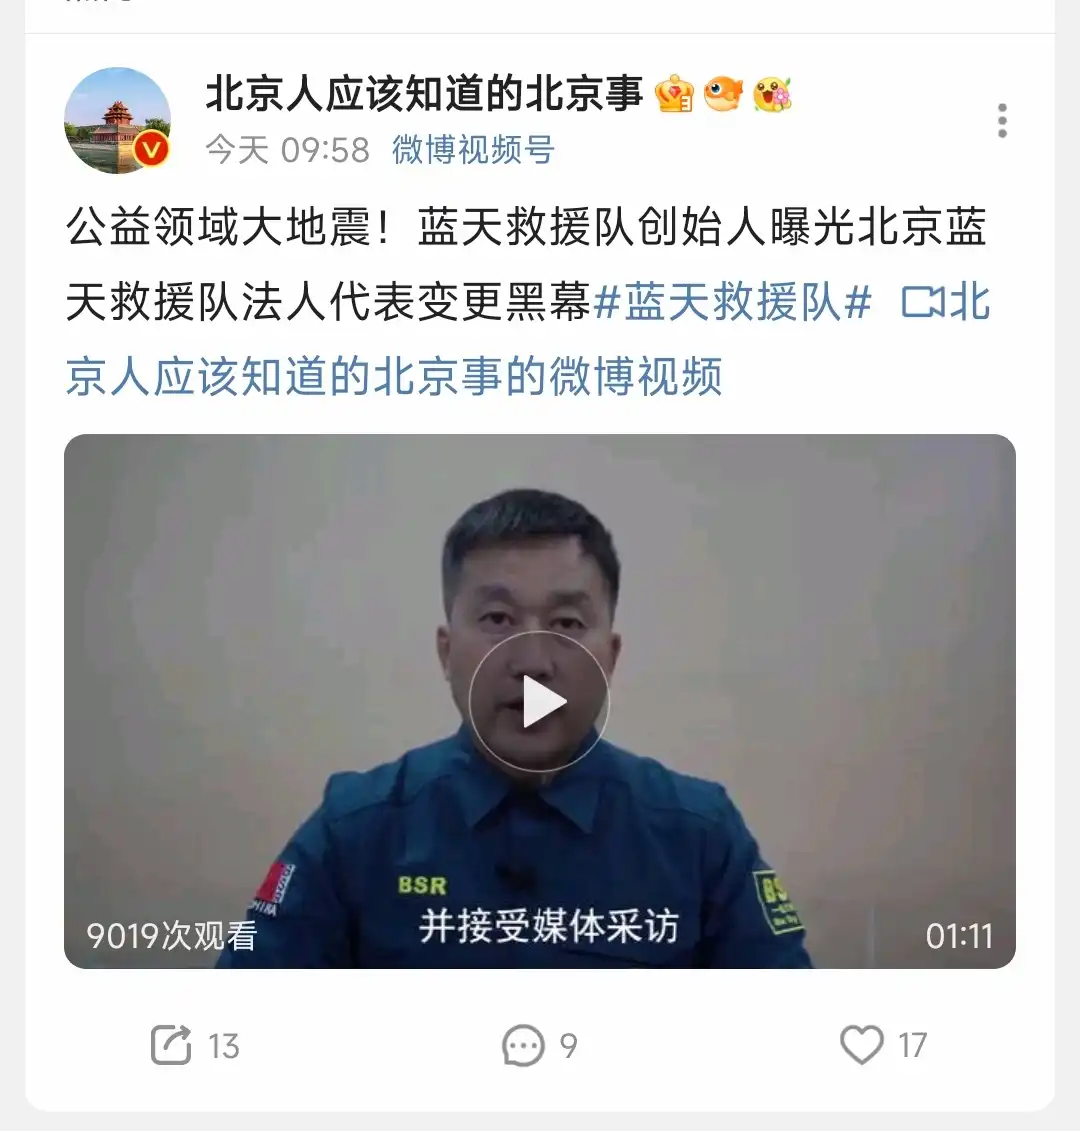 北京人应该知道的北京事
今天 09:58 微博视频号
公益领域大地震！蓝天救援队创始人曝光北京蓝
天救援队法人代表变更黑幕#蓝天救援队# 北
京人应该知道的北京事的微博视频
BSR
并接受媒体采访
9019次观看
01:11
13
9
17